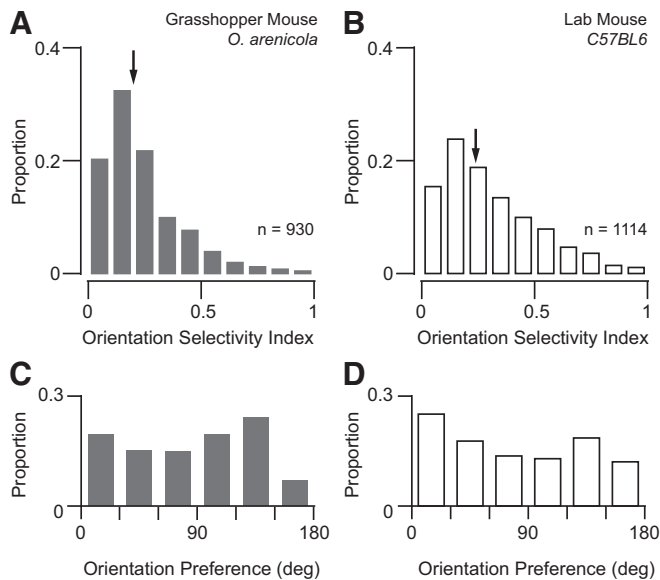 A
Grasshopper Mouse
O. arenicola
0.4
0.2
0
Proportion
n = 930
0 0.5 1
Orientation Selectivity Index
B
Lab Mouse
C57BL6
0.4
0.2
0
Proportion
n = 1114
0 0.5 1
Orientation Selectivity Index
C
0.3
0
Proportion
0 90 180
Orientation Preference (deg)
D
0.3
0
Proportion
0 90 180
Orientation Preference (deg)